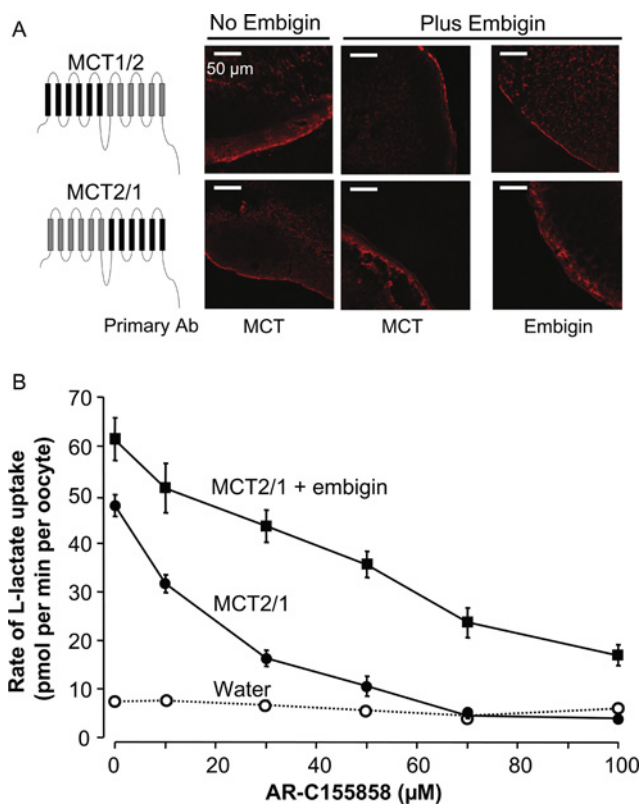 A
No Embigin
Plus Embigin
MCT1/2
50 µm
MCT2/1
Primary Ab
MCT
MCT
Embigin
B
Rate of L-lactate uptake
(pmol per min per oocyte)
70
60
50
40
30
20
10
0
MCT2/1 + embigin
MCT2/1
Water
0
20
40
60
80
100
AR-C155858 (µM)